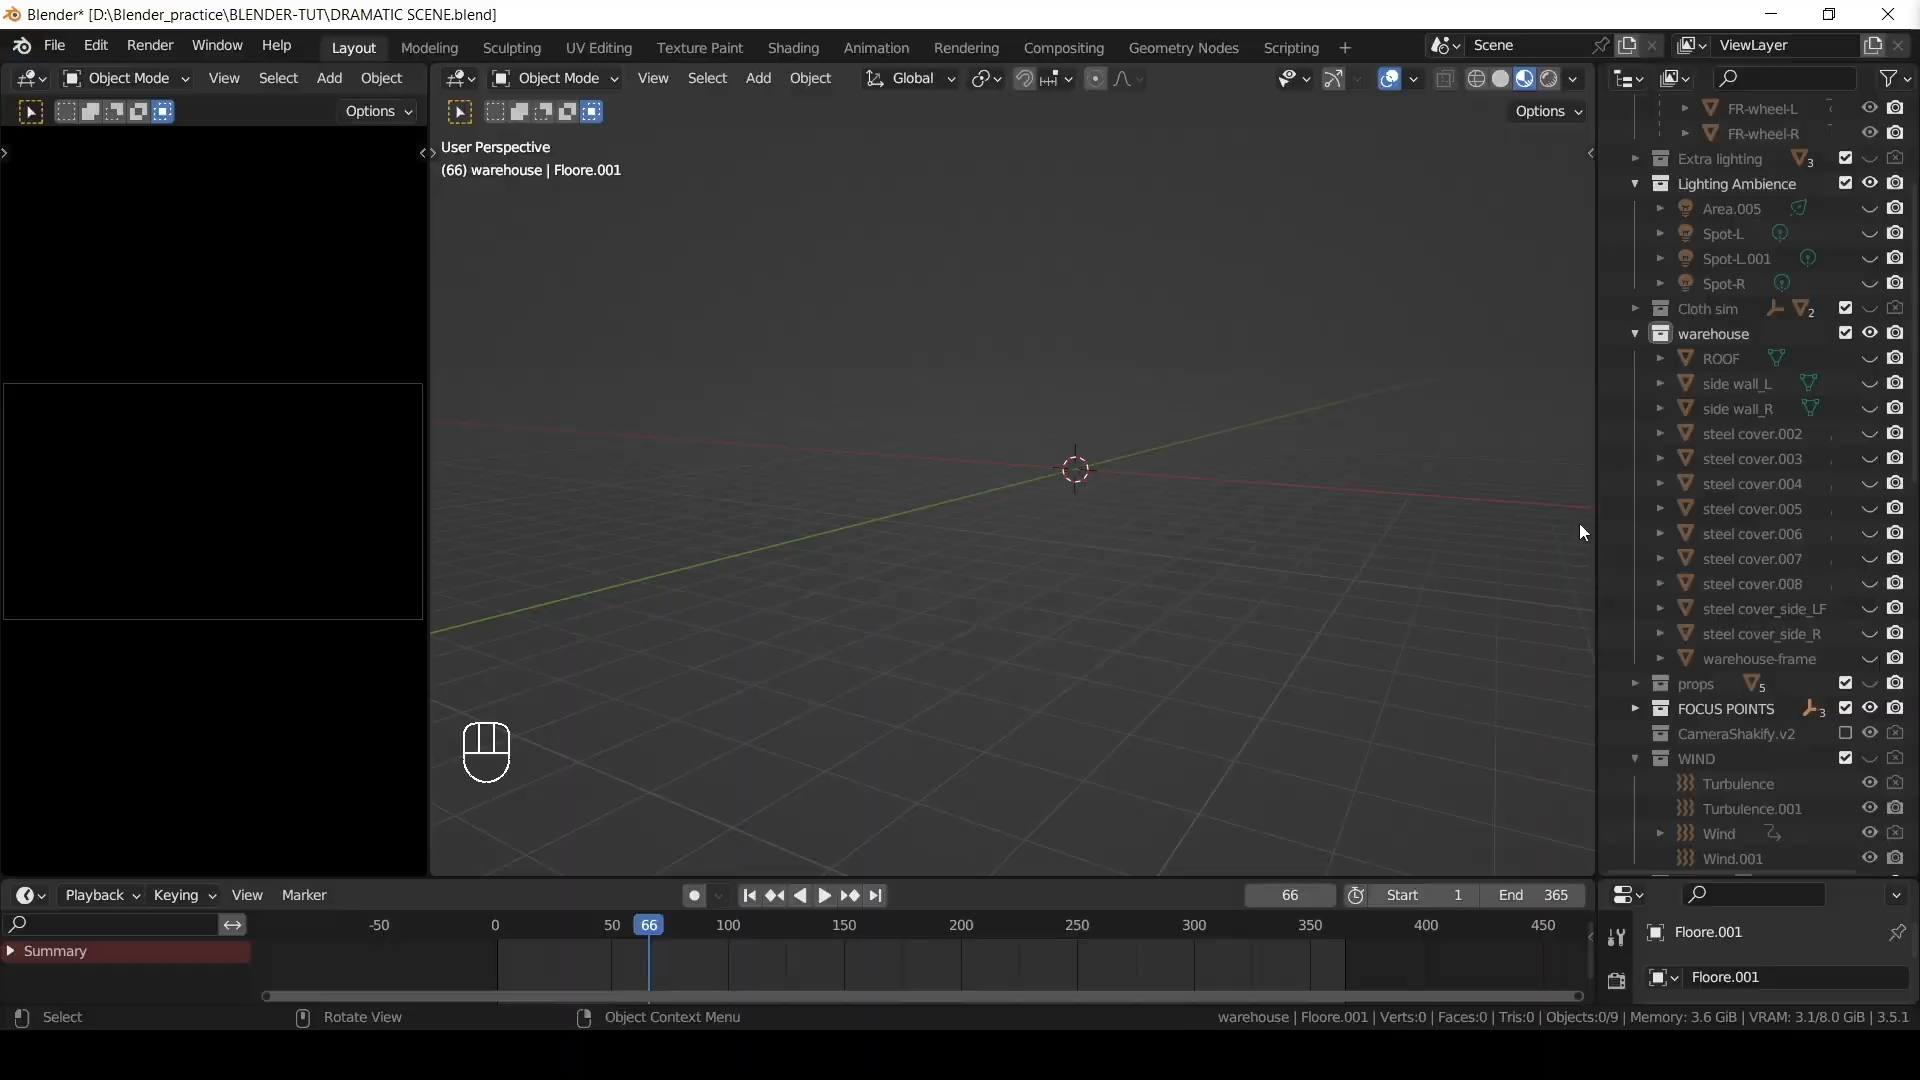 Blender* [D:\Blender_practice\BLENDER-TUT\DRAMATIC SCENE.blend]
File Edit Render Window Help Layout Modeling Sculpting UV Editing Texture Paint Shading Animation Rendering Compositing Geometry Nodes Scripting + Scene ViewLayer
Object Mode View Select Add Object
Object Mode View Select Add Object Global
Options
Options
User Perspective
(66) warehouse | Floore.001
FR-wheel-L
FR-wheel-R
Extra lighting 3
Lighting Ambience
Area.005
Spot-L
Spot-L.001
Spot-R
Cloth sim 2
warehouse
ROOF
side wall_L
side wall_R
steel cover.002
steel cover.003
steel cover.004
steel cover.005
steel cover.006
steel cover.007
steel cover.008
steel cover_side_LF
steel cover_side_R
warehouse-frame
props 5
FOCUS POINTS 3
CameraShakify.v2
WIND
Turbulence
Turbulence.001
Wind
Wind.001
Playback Keying View Marker 66 Start 1 End 365
-50 0 50 66 100 150 200 250 300 350 400 450
Summary
Floore.001
Floore.001
Select Rotate View Object Context Menu warehouse | Floore.001 | Verts:0 | Faces:0 | Tris:0 | Objects:0/9 | Memory: 3.6 GiB | VRAM: 3.1/8.0 GiB | 3.5.1